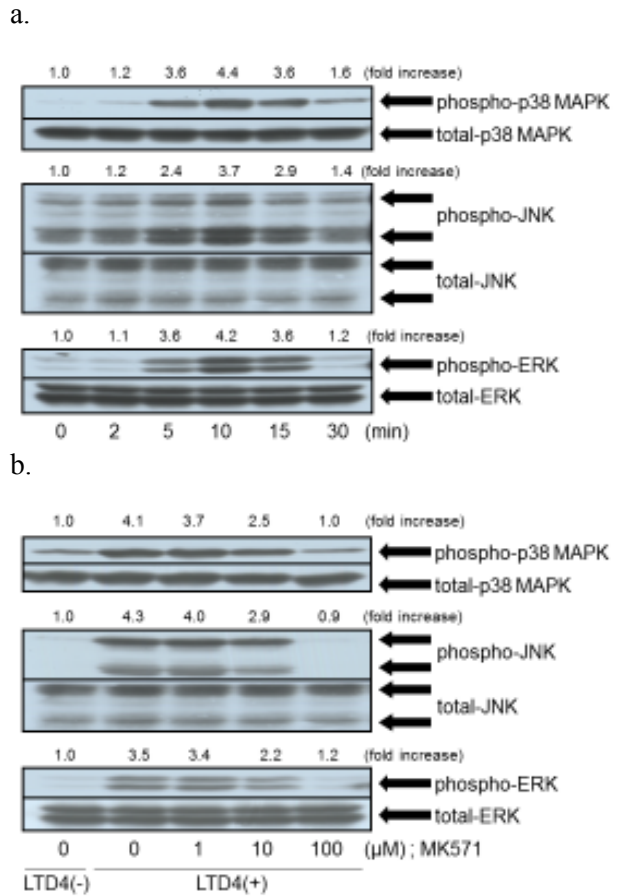 a.
1.0 1.2 3.6 4.4 3.6 1.6 (fold increase)
phospho-p38 MAPK
total-p38 MAPK
1.0 1.2 2.4 3.7 2.9 1.4 (fold increase)
phospho-JNK
total-JNK
1.0 1.1 3.6 4.2 3.6 1.2 (fold increase)
phospho-ERK
total-ERK
0 2 5 10 15 30 (min)
b.
1.0 4.1 3.7 2.5 1.0 (fold increase)
phospho-p38 MAPK
total-p38 MAPK
1.0 4.3 4.0 2.9 0.9 (fold increase)
phospho-JNK
total-JNK
1.0 3.5 3.4 2.2 1.2 (fold increase)
phospho-ERK
total-ERK
0 0 1 10 100 (μM) ; MK571
LTD4(-) LTD4(+)